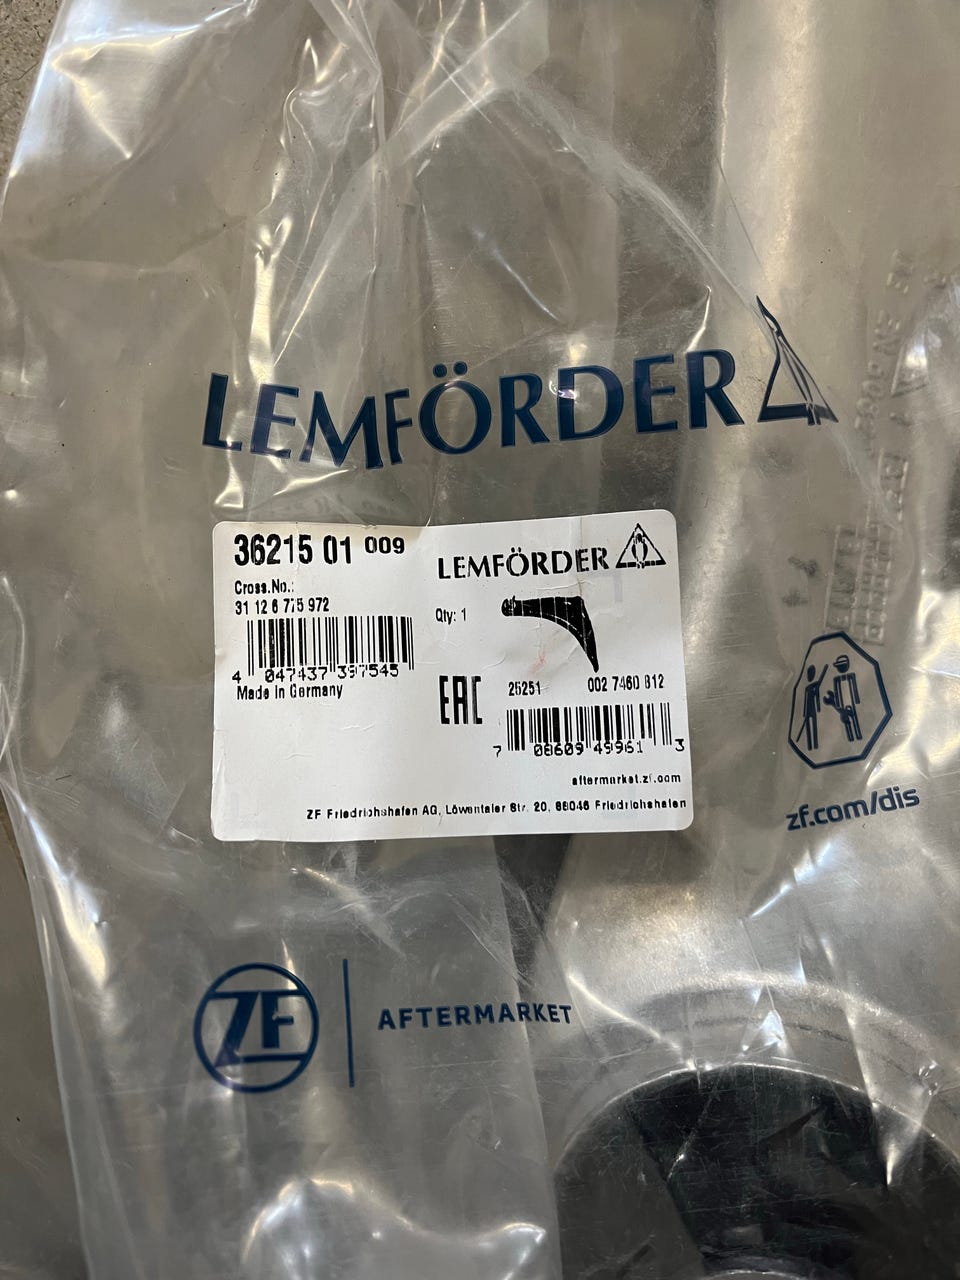 LEMFÖRDER
36215 01 009
LEMFÖRDER
Cross.No.:
31 12 6 775 972
Qty: 1
4 047437 397545
Made in Germany
EAC
25251 002 7460 812
7 08609 49961 3
aftermarket.zf.com
ZF Friedrichshafen AG, Löwentaler Str. 20, 88046 Friedrichshafen
zf.com/dis
ZF
AFTERMARKET